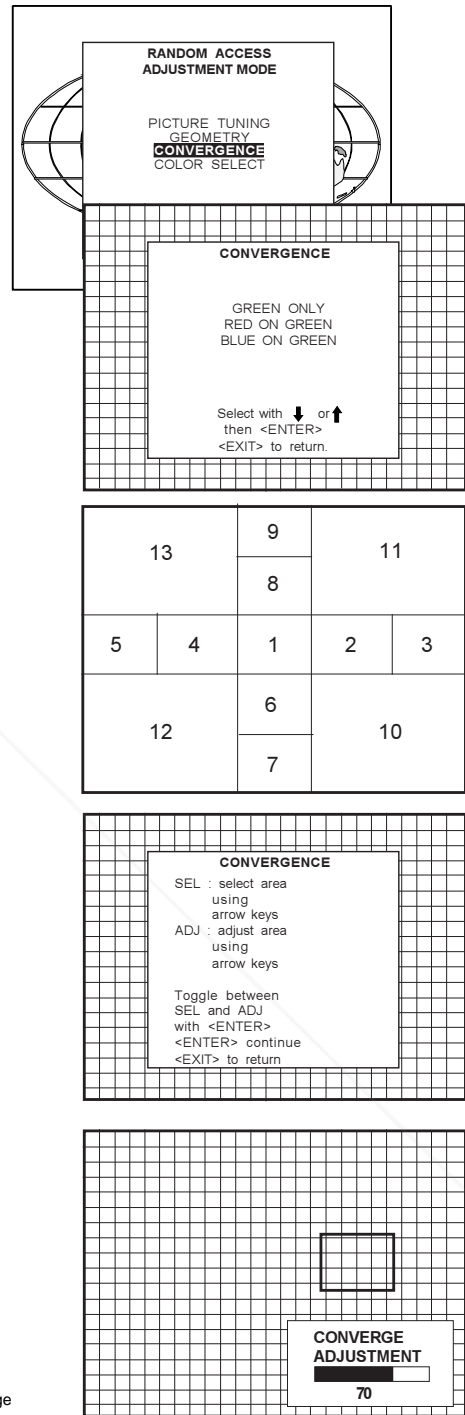 RANDOM ACCESS
ADJUSTMENT MODE
PICTURE TUNING
GEOMETRY
CONVERGENCE
COLOR SELECT
CONVERGENCE
GREEN ONLY
RED ON GREEN
BLUE ON GREEN
Select with ⬇ or ⬆
then <ENTER>
<EXIT> to return.
13 9 11
8
5 4 1 2 3
12 6 10
7
CONVERGENCE
SEL : select area
using
arrow keys
ADJ : adjust area
using
arrow keys
Toggle between
SEL and ADJ
with <ENTER>
<ENTER> continue
<EXIT> to return
CONVERGE
ADJUSTMENT
70
ge